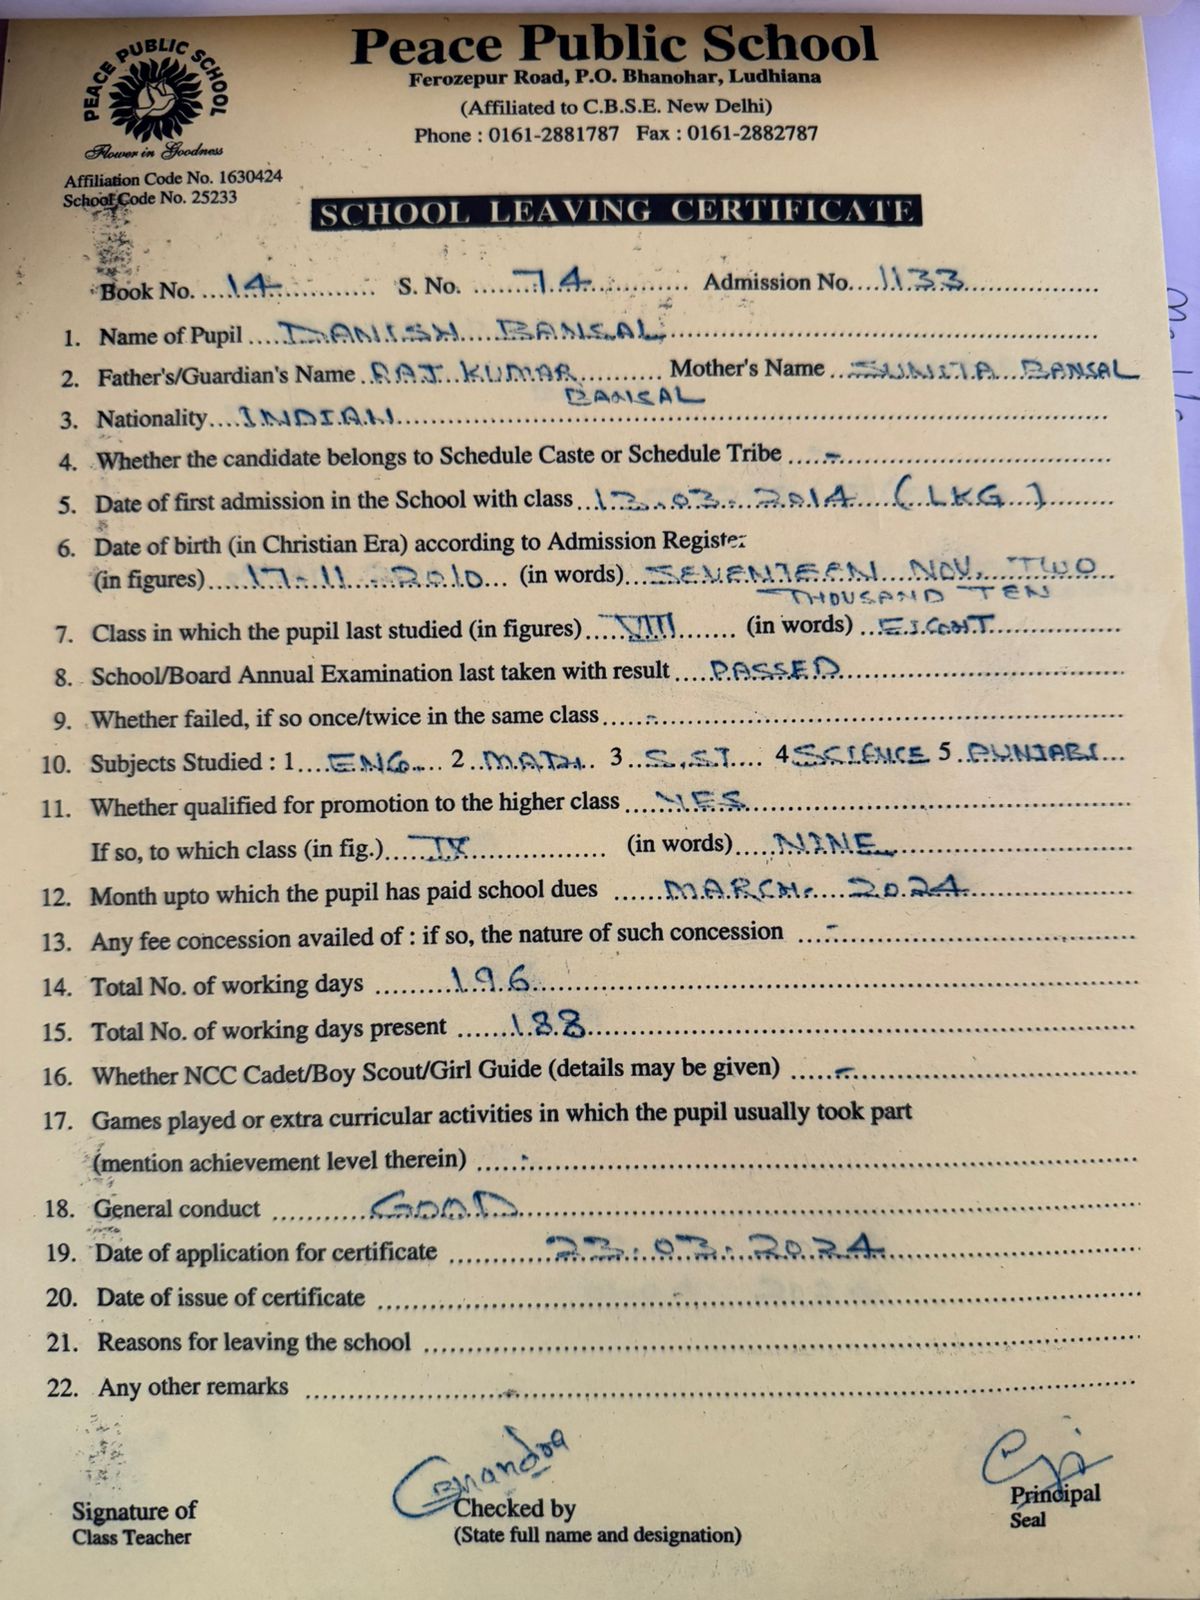 Peace Public School
Ferozepur Road, P.O. Bhanohar, Ludhiana
(Affiliated to C.B.S.E. New Delhi)
Phone : 0161-2881787 Fax : 0161-2882787
PEACE PUBLIC SCHOOL
Flower in Goodness
Affiliation Code No. 1630424
School Code No. 25233
SCHOOL LEAVING CERTIFICATE
Book No. 14 S. No. 74 Admission No. 1133
1. Name of Pupil DANISH BANSAL
2. Father's/Guardian's Name RAJ KUMAR Mother's Name SUNITA BANSAL
BANSAL
3. Nationality INDIAN
4. Whether the candidate belongs to Schedule Caste or Schedule Tribe -
5. Date of first admission in the School with class 13.03.2014 (LKG)
6. Date of birth (in Christian Era) according to Admission Register
(in figures) 17-11-2010 (in words) SEVENTEEN NOV. TWO
THOUSAND TEN
7. Class in which the pupil last studied (in figures) VIII (in words) EIGHT
8. School/Board Annual Examination last taken with result PASSED
9. Whether failed, if so once/twice in the same class -
10. Subjects Studied : 1 ENG. 2 MATH. 3 S.ST. 4 SCIENCE 5 PUNJABI
11. Whether qualified for promotion to the higher class YES
If so, to which class (in fig.) IX (in words) NINE
12. Month upto which the pupil has paid school dues MARCH. 2024
13. Any fee concession availed of : if so, the nature of such concession -
14. Total No. of working days 196
15. Total No. of working days present 188
16. Whether NCC Cadet/Boy Scout/Girl Guide (details may be given) -
17. Games played or extra curricular activities in which the pupil usually took part
(mention achievement level therein) -
18. General conduct GOOD
19. Date of application for certificate 23.03.2024
20. Date of issue of certificate
21. Reasons for leaving the school
22. Any other remarks
Chandra
Signature of
Class Teacher
Checked by
(State full name and designation)
Principal
Seal